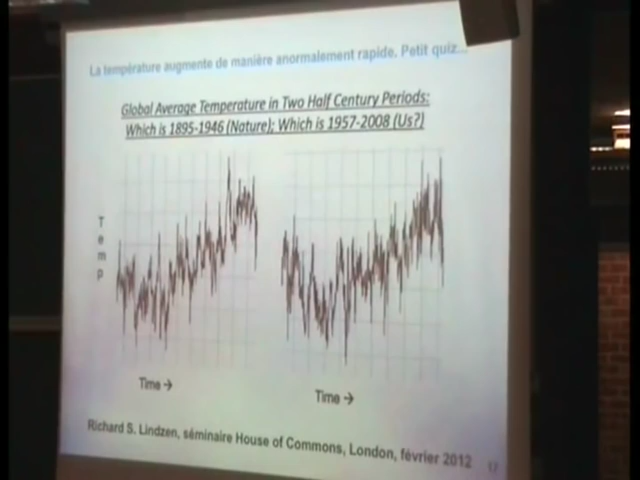 La température augmente de manière anormalement rapide. Petit quiz...
Global Average Temperature in Two Half Century Periods:
Which is 1895-1946 (Nature); Which is 1957-2008 (Us?)
Temp
Time →
Time →
Richard S. Lindzen, séminaire House of Commons, London, février 2012
17